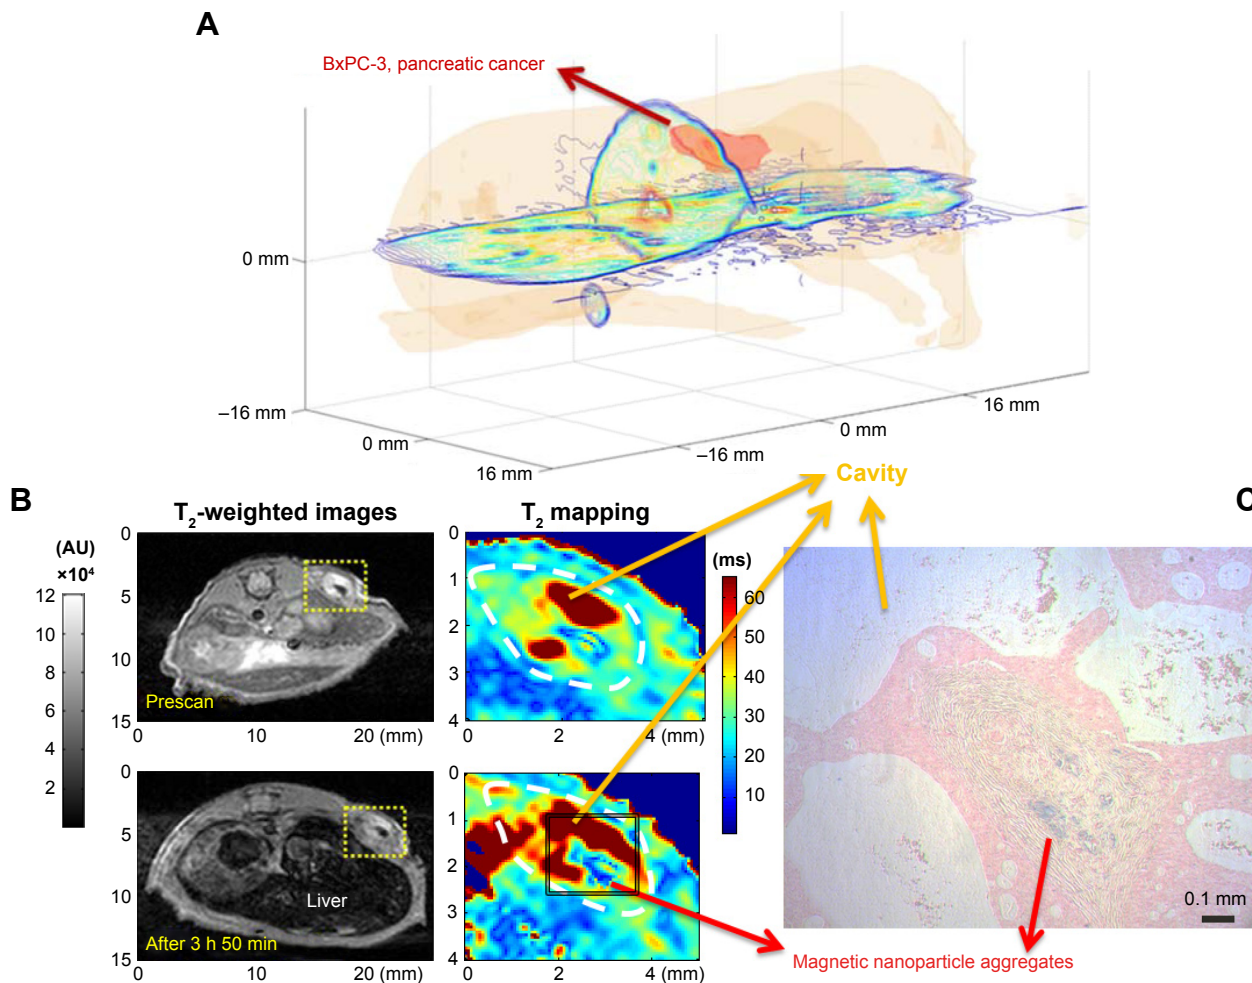 A
BxPC-3, pancreatic cancer
0 mm
–16 mm
0 mm
16 mm
–16 mm
0 mm
16 mm
B
T2-weighted images
T2 mapping
Cavity
C
(AU)
×10⁴
12
10
8
6
4
2
0
5
10
15
Prescan
0
10
20 (mm)
0
1
2
3
4
0
2
4 (mm)
(ms)
60
50
40
30
20
10
0
5
10
15
Liver
After 3 h 50 min
0
10
20 (mm)
0
1
2
3
4
0
2
4 (mm)
0.1 mm
Magnetic nanoparticle aggregates